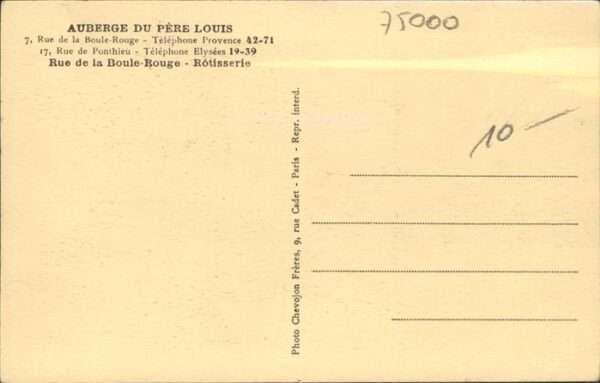 AUBERGE DU PÈRE LOUIS
7, Rue de la Boule-Rouge - Téléphone Provence 42-71
17, Rue de Ponthieu - Téléphone Elysées 19-39
Rue de la Boule-Rouge - Rôtisserie
75000
10 -
Photo Chevojon Frères, 9, rue Cadet - Paris - Repr. interd.